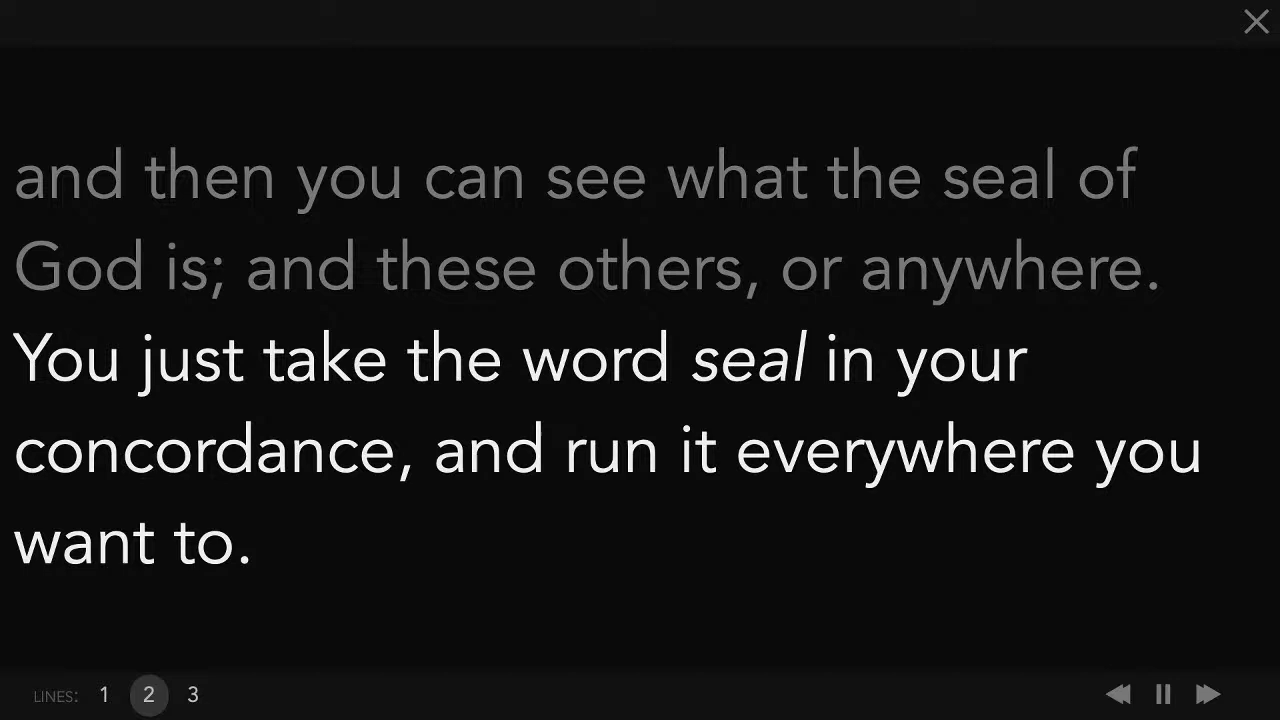 and then you can see what the seal of
God is; and these others, or anywhere.
You just take the word seal in your
concordance, and run it everywhere you
want to.
LINES: 1 2 3